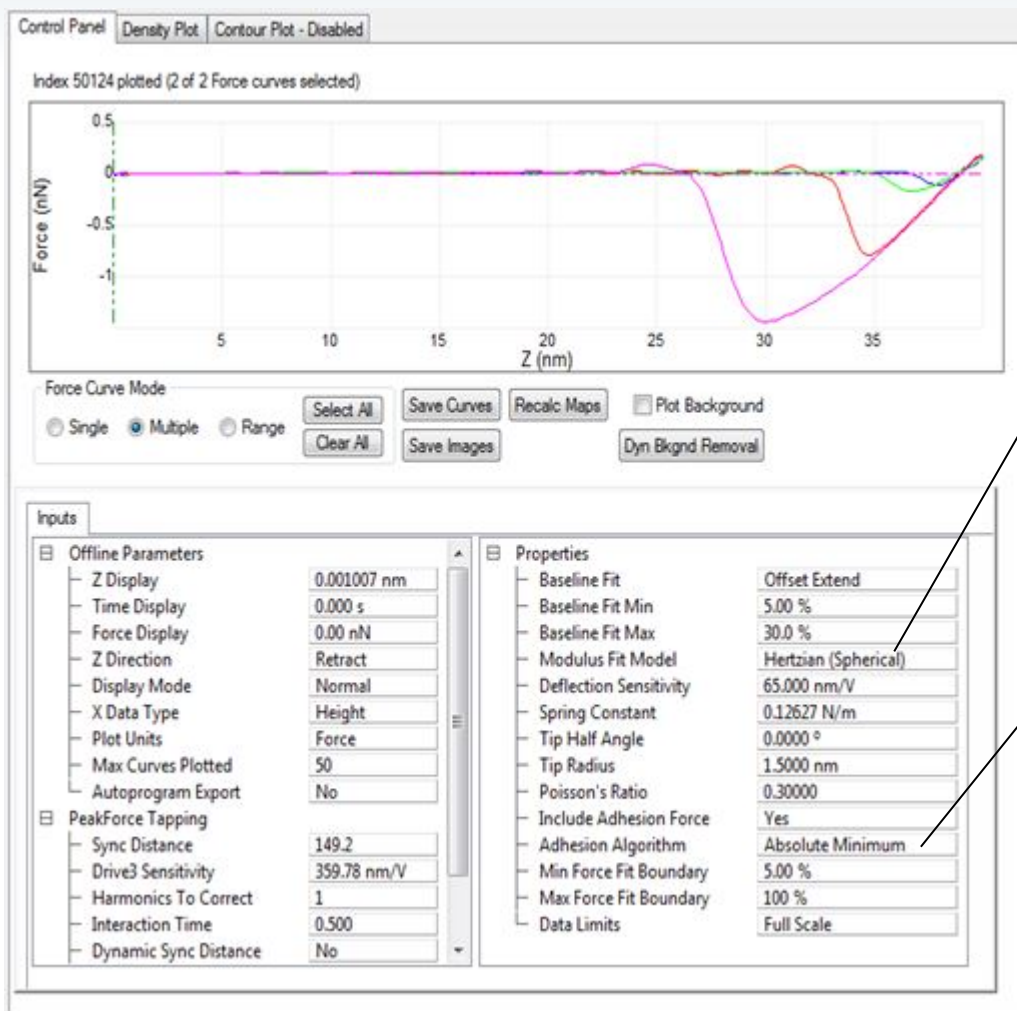 Control Panel Density Plot Contour Plot - Disabled
Index 50124 plotted (2 of 2 Force curves selected)
Force (nN)
0.5
0
-0.5
-1
5 10 15 20 25 30 35
Z (nm)
Force Curve Mode
Single Multiple Range
Select All
Clear All
Save Curves
Save Images
Recalc Maps
Plot Background
Dyn Bkgnd Removal
Inputs
Offline Parameters
Z Display 0.001007 nm
Time Display 0.000 s
Force Display 0.00 nN
Z Direction Retract
Display Mode Normal
X Data Type Height
Plot Units Force
Max Curves Plotted 50
Autoprogram Export No
PeakForce Tapping
Sync Distance 149.2
Drive3 Sensitivity 359.78 nm/V
Harmonics To Correct 1
Interaction Time 0.500
Dynamic Sync Distance No
Properties
Baseline Fit Offset Extend
Baseline Fit Min 5.00 %
Baseline Fit Max 30.0 %
Modulus Fit Model Hertzian (Spherical)
Deflection Sensitivity 65.000 nm/V
Spring Constant 0.12627 N/m
Tip Half Angle 0.0000 º
Tip Radius 1.5000 nm
Poisson's Ratio 0.30000
Include Adhesion Force Yes
Adhesion Algorithm Absolute Minimum
Min Force Fit Boundary 5.00 %
Max Force Fit Boundary 100 %
Data Limits Full Scale